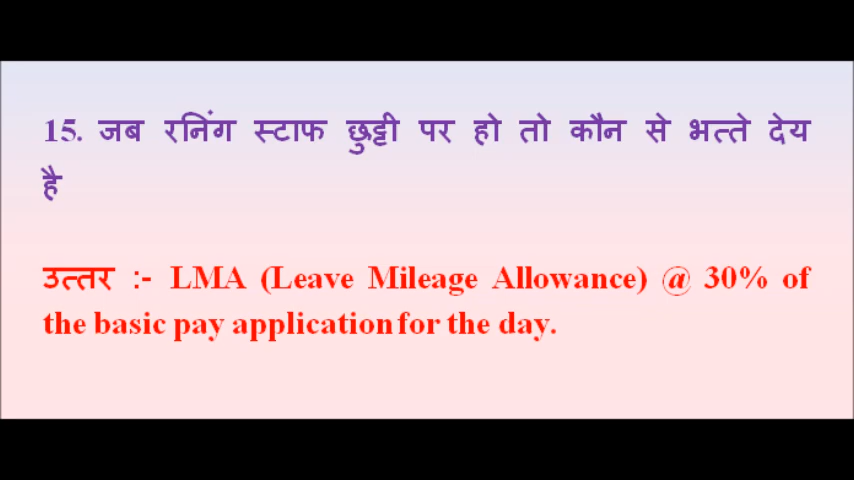 15. जब रनिंग स्टाफ छुट्टी पर हो तो कौन से भत्ते देय
है
उत्तर :- LMA (Leave Mileage Allowance) @ 30% of
the basic pay application for the day.